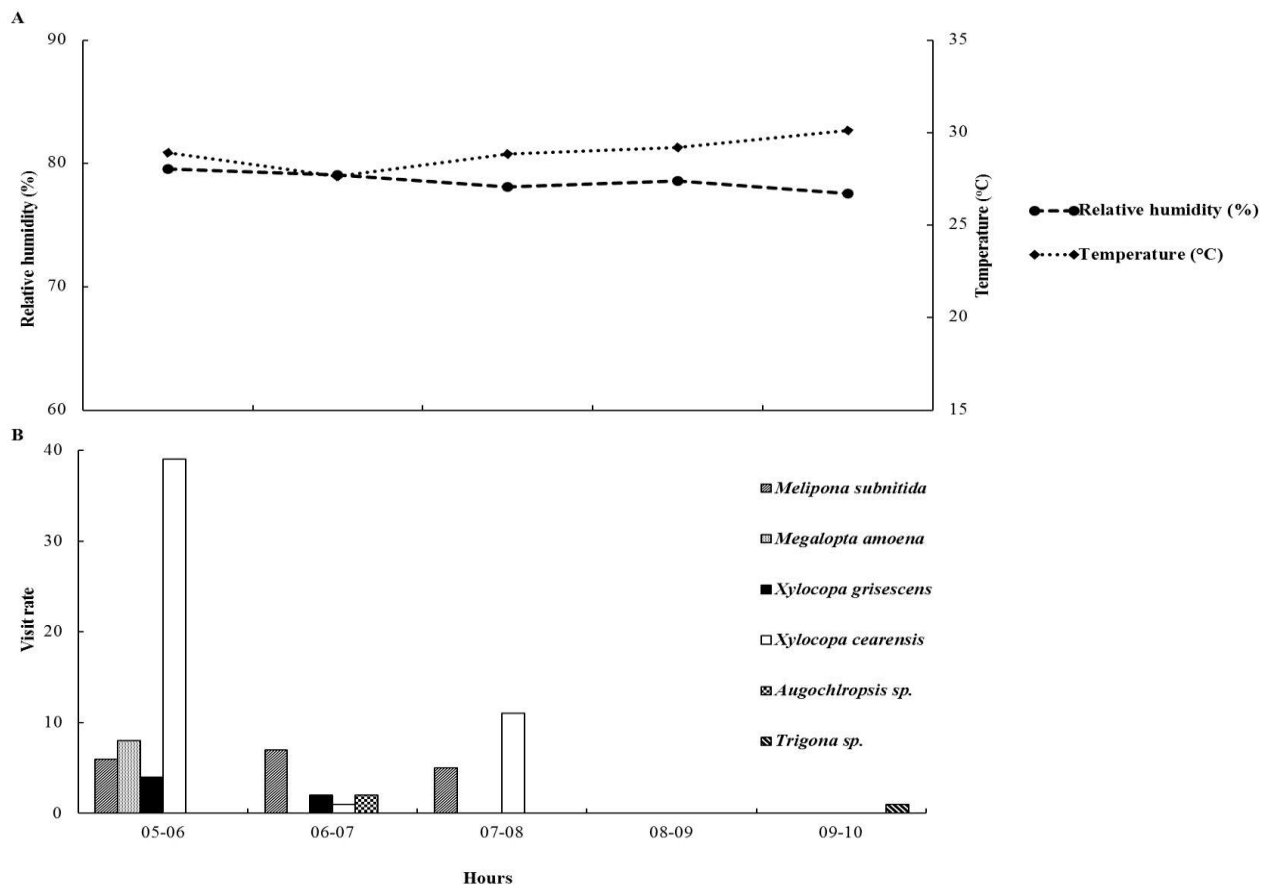 A
90
80
70
60
Relative humidity (%)
35
30
25
20
15
Temperature (°C)
Relative humidity (%)
Temperature (°C)
B
40
30
20
10
0
Visit rate
Melipona subnitida
Megalopta amoena
Xylocopa grisescens
Xylocopa cearensis
Augochlropsis sp.
Trigona sp.
05-06
06-07
07-08
08-09
09-10
Hours